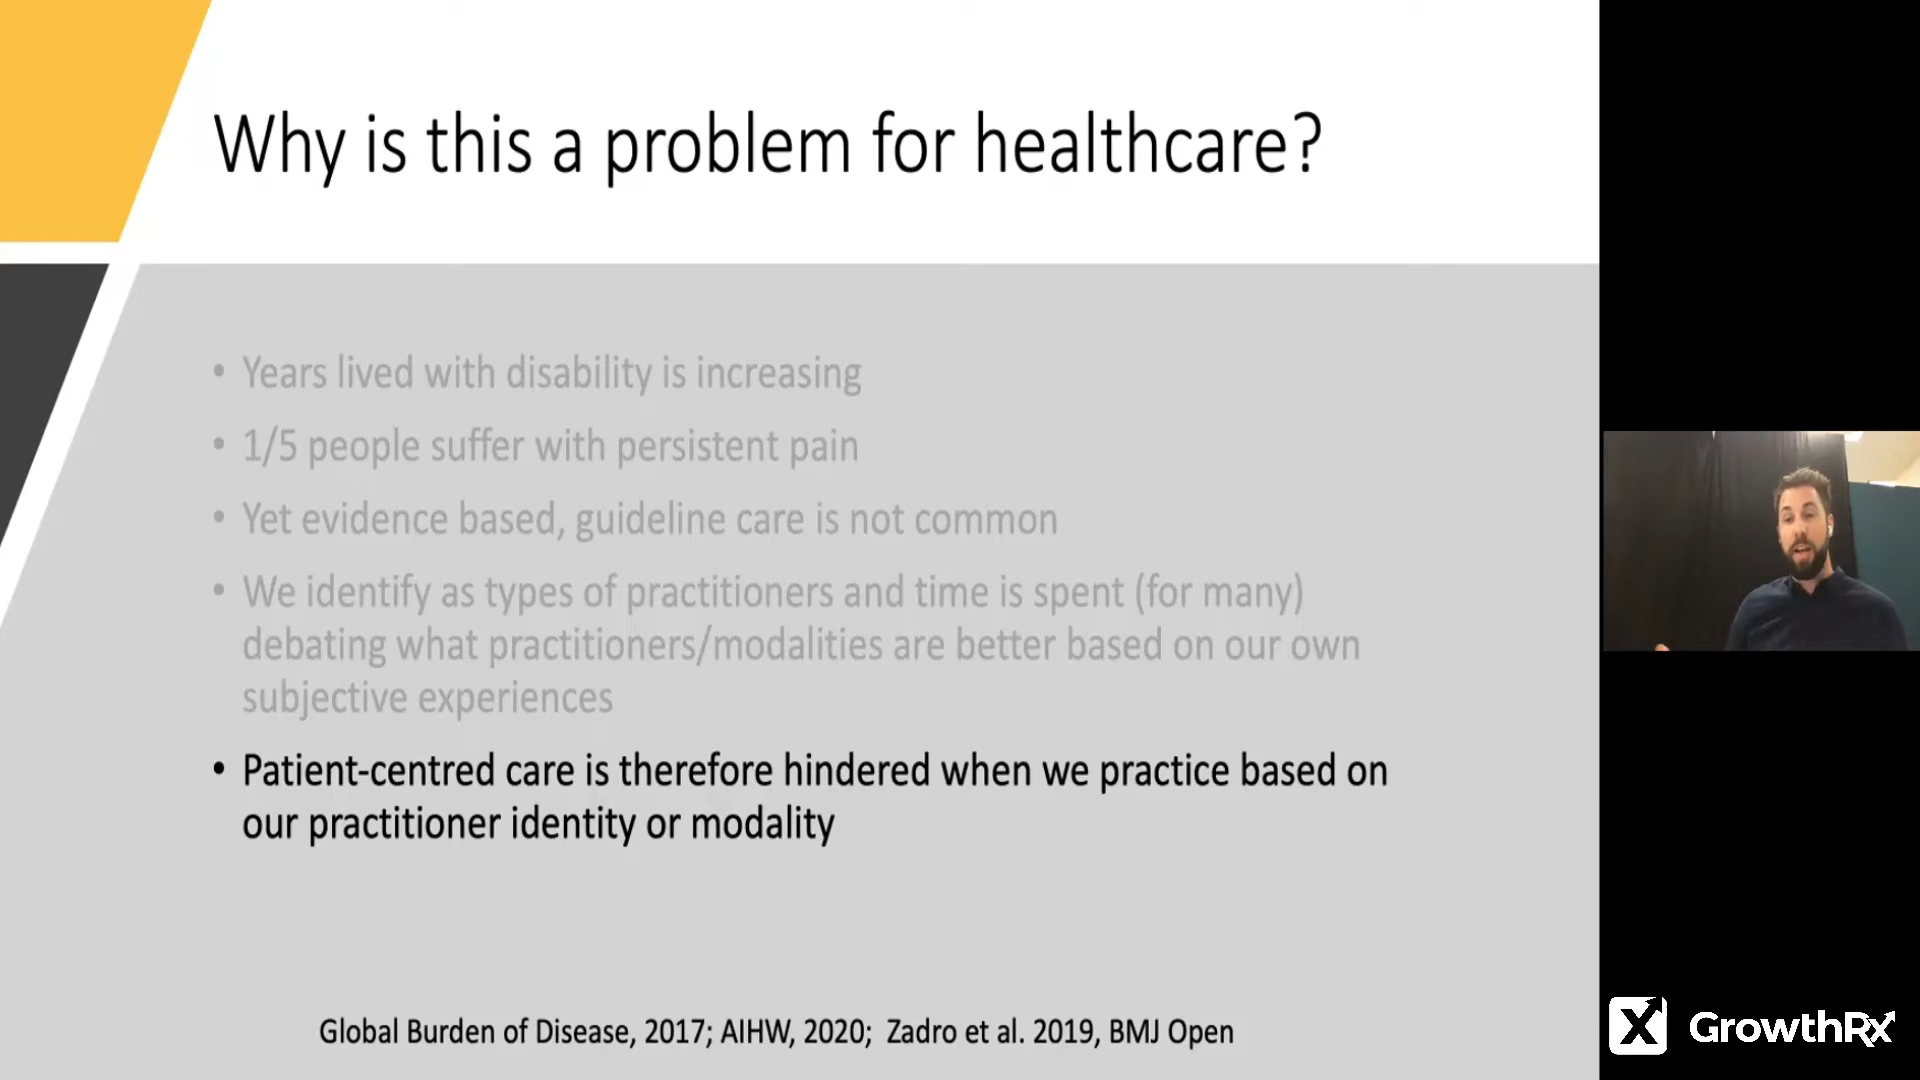 Why is this a problem for healthcare?
• Years lived with disability is increasing
• 1/5 people suffer with persistent pain
• Yet evidence based, guideline care is not common
• We identify as types of practitioners and time is spent (for many)
debating what practitioners/modalities are better based on our own
subjective experiences
• Patient-centred care is therefore hindered when we practice based on
our practitioner identity or modality
Global Burden of Disease, 2017; AIHW, 2020; Zadro et al. 2019, BMJ Open
X GrowthRx